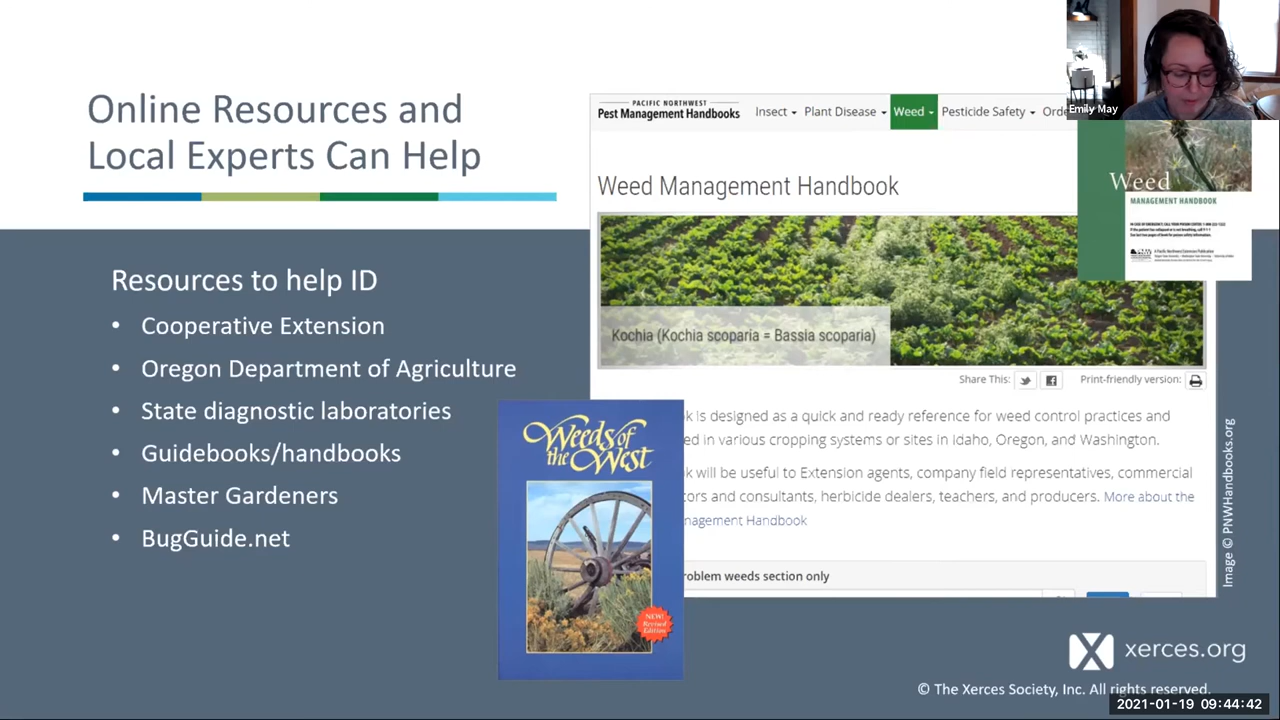 Online Resources and
Local Experts Can Help
Resources to help ID
• Cooperative Extension
• Oregon Department of Agriculture
• State diagnostic laboratories
• Guidebooks/handbooks
• Master Gardeners
• BugGuide.net
PACIFIC NORTHWEST
Pest Management Handbooks
Insect Plant Disease Weed Pesticide Safety
Weed Management Handbook
Kochia (Kochia scoparia = Bassia scoparia)
Share This: Print-friendly version:
is designed as a quick and ready reference for weed control practices and
in various cropping systems or sites in Idaho, Oregon, and Washington.
will be useful to Extension agents, company field representatives, commercial
and consultants, herbicide dealers, teachers, and producers. More about the
Handbook
weeds section only
Weeds of
the West
NEW!
Revised
Edition
Emily May
Weed
MANAGEMENT HANDBOOK
Image © PNWHandbooks.org
xerces.org
© The Xerces Society, Inc. All rights reserved.
2021-01-19 09:44:42